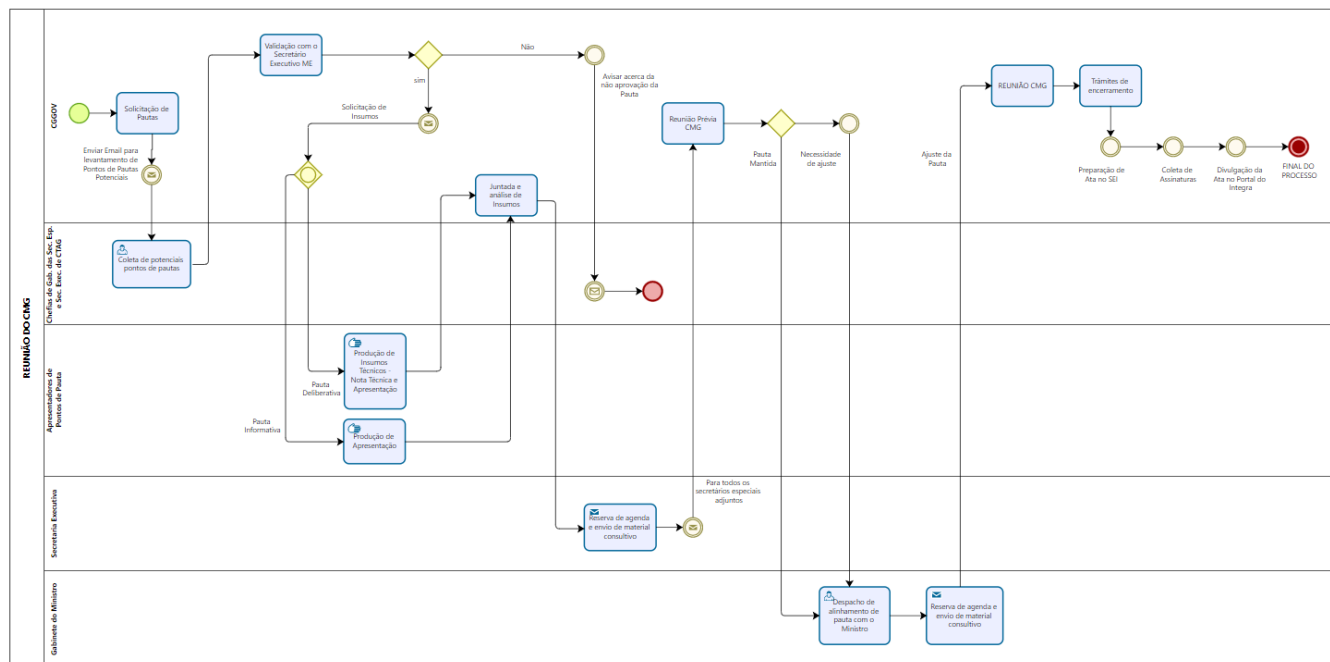 REUNIÃO DO CMG
CGGOV
Solicitação de
Pautas
Enviar Email para
levantamento de
Pontos de Pautas
Potenciais
Validação com o
Secretário
Executivo ME
Não
sim
Solicitação de
Insumos
Avisar acerca da
não aprovação da
Pauta
Juntada e
análise de
Insumos
Reunião Prévia
CMG
Pauta
Mantida
Necessidade
de ajuste
Ajuste da
Pauta
REUNIÃO CMG
Trâmites de
encerramento
Preparação de
Ata no SEI
Coleta de
Assinaturas
Divulgação da
Ata no Portal do
Integra
FINAL DO
PROCESSO
Chefias de Gab. das Sec. Esp.
e Sec. Exec. de CTAG
Coleta de potenciais
pontos de pautas
Apresentadores de
Pontos de Pauta
Produção de
Insumos
Técnicos -
Nota Técnica e
Apresentação
Pauta
Deliberativa
Pauta
Informativa
Produção de
Apresentação
Secretaria Executiva
Reserva de agenda
e envio de material
consultivo
Para todos os
secretários especiais
adjuntos
Gabinete do Ministro
Despacho de
alinhamento de
pauta com o
Ministro
Reserva de agenda e
envio de material
consultivo